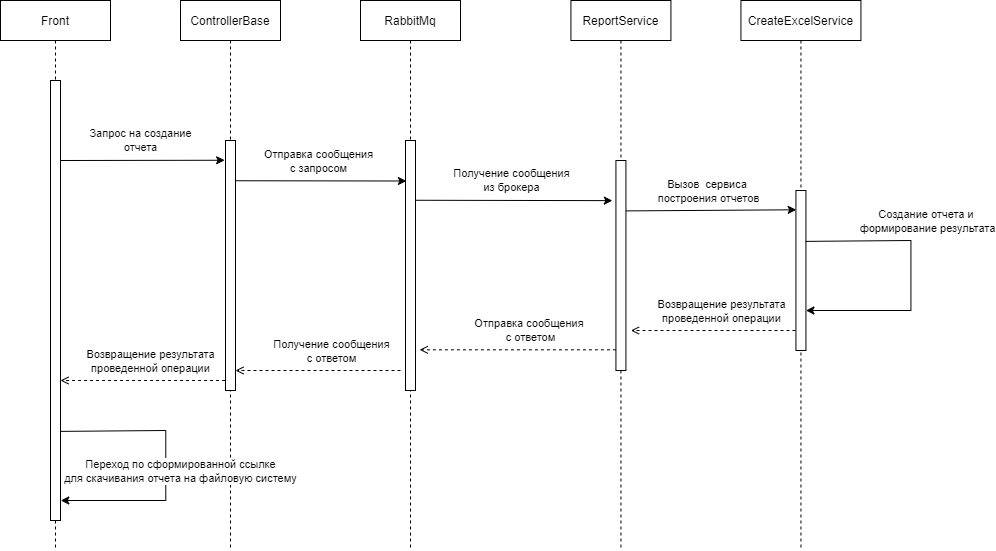 Front
ControllerBase
RabbitMq
ReportService
CreateExcelService
Запрос на создание
отчета
Отправка сообщения
с запросом
Получение сообщения
из брокера
Вызов сервиса
построения отчетов
Создание отчета и
формирование результата
Возвращение результата
проведенной операции
Отправка сообщения
с ответом
Получение сообщения
с ответом
Возвращение результата
проведенной операции
Переход по сформированной ссылке
для скачивания отчета на файловую систему